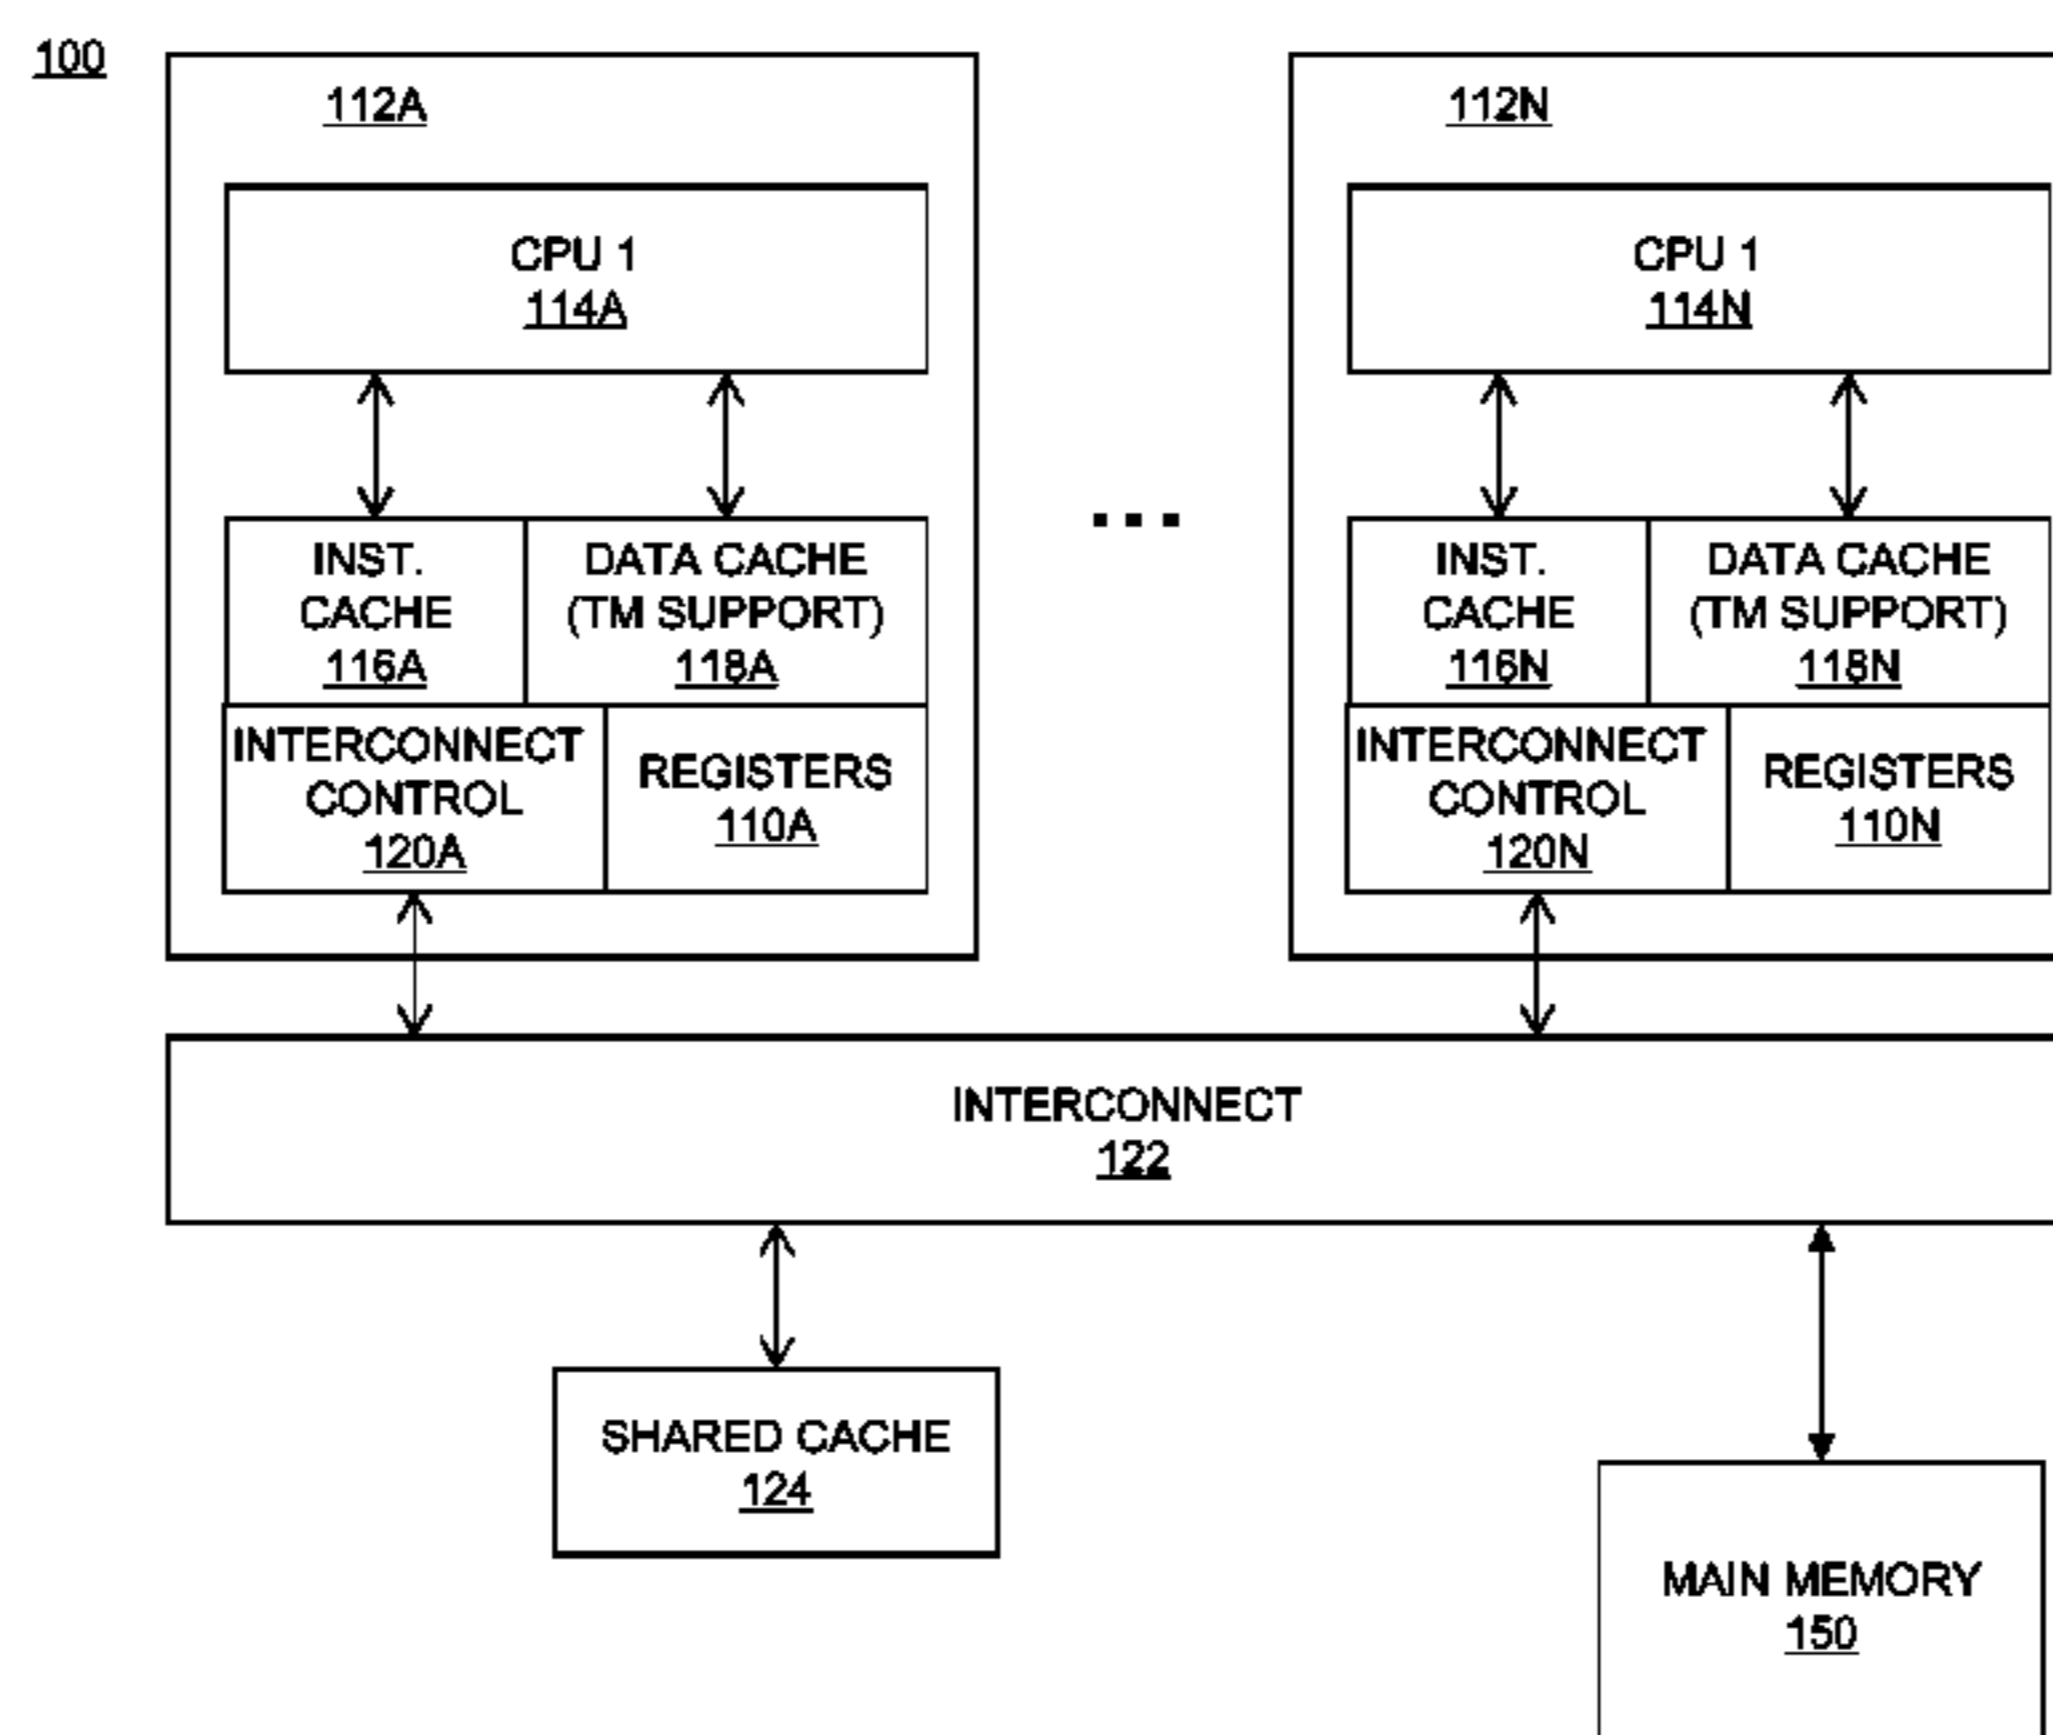 100
112A
CPU 1
114A
INST.
CACHE
116A
DATA CACHE
(TM SUPPORT)
118A
INTERCONNECT
CONTROL
120A
REGISTERS
110A
...
112N
CPU 1
114N
INST.
CACHE
116N
DATA CACHE
(TM SUPPORT)
118N
INTERCONNECT
CONTROL
120N
REGISTERS
110N
INTERCONNECT
122
SHARED CACHE
124
MAIN MEMORY
150